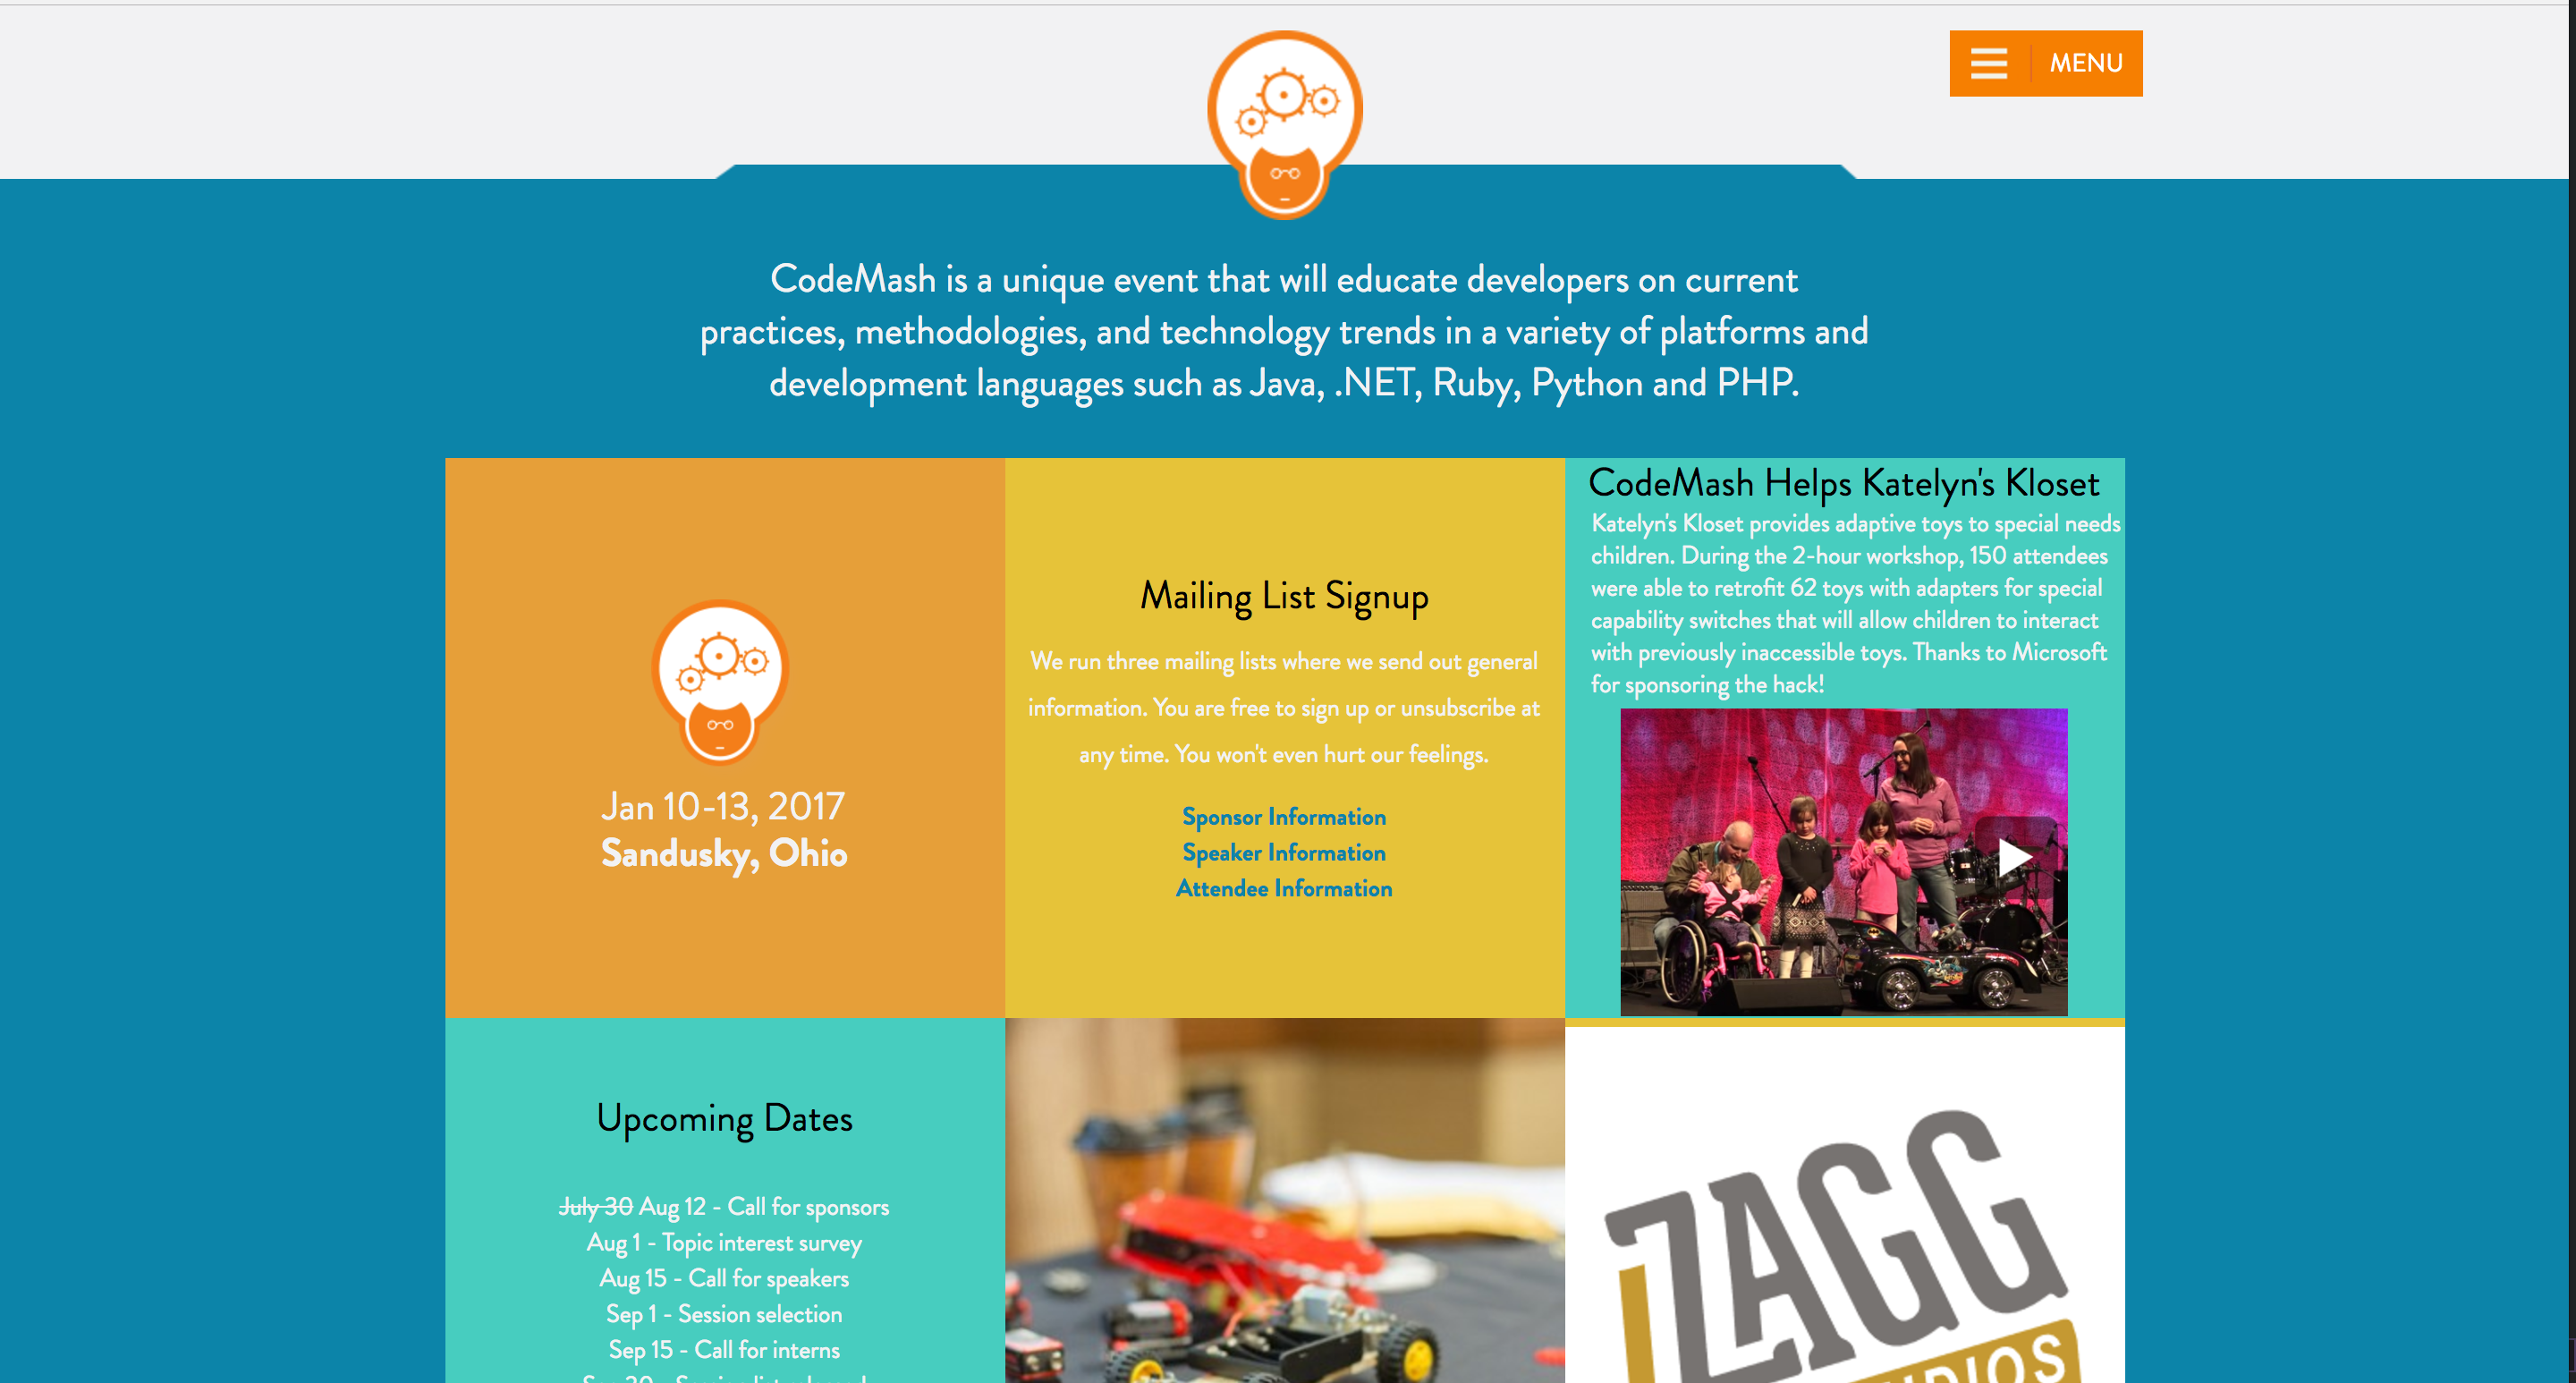 MENU
CodeMash is a unique event that will educate developers on current
practices, methodologies, and technology trends in a variety of platforms and
development languages such as Java, .NET, Ruby, Python and PHP.
Jan 10-13, 2017
Sandusky, Ohio
Mailing List Signup
We run three mailing lists where we send out general
information. You are free to sign up or unsubscribe at
any time. You won't even hurt our feelings.
Sponsor Information
Speaker Information
Attendee Information
CodeMash Helps Katelyn's Kloset
Katelyn's Kloset provides adaptive toys to special needs
children. During the 2-hour workshop, 150 attendees
were able to retrofit 62 toys with adapters for special
capability switches that will allow children to interact
with previously inaccessible toys. Thanks to Microsoft
for sponsoring the hack!
Upcoming Dates
July 30 Aug 12 - Call for sponsors
Aug 1 - Topic interest survey
Aug 15 - Call for speakers
Sep 1 - Session selection
Sep 15 - Call for interns
iZAGG